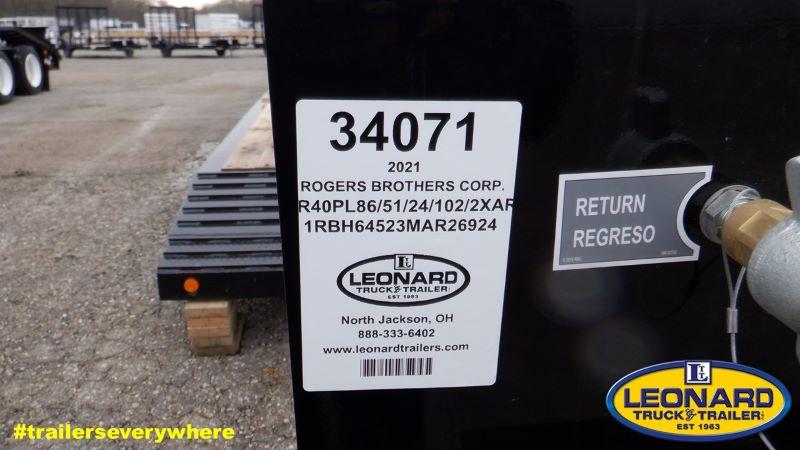 34071
2021
ROGERS BROTHERS CORP.
R40PL86/51/24/102/2XAR
1RBH64523MAR26924
LEONARD
TRUCK & TRAILER
EST 1963
North Jackson, OH
888-333-6402
www.leonardtrailers.com
RETURN
REGRESO
#trailerseverywhere
LEONARD
TRUCK & TRAILER
EST 1963